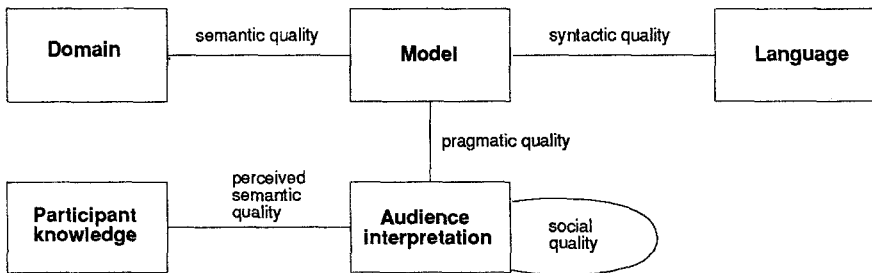 Domain
semantic quality
Model
syntactic quality
Language
pragmatic quality
Participant
knowledge
perceived
semantic
quality
Audience
interpretation
social
quality